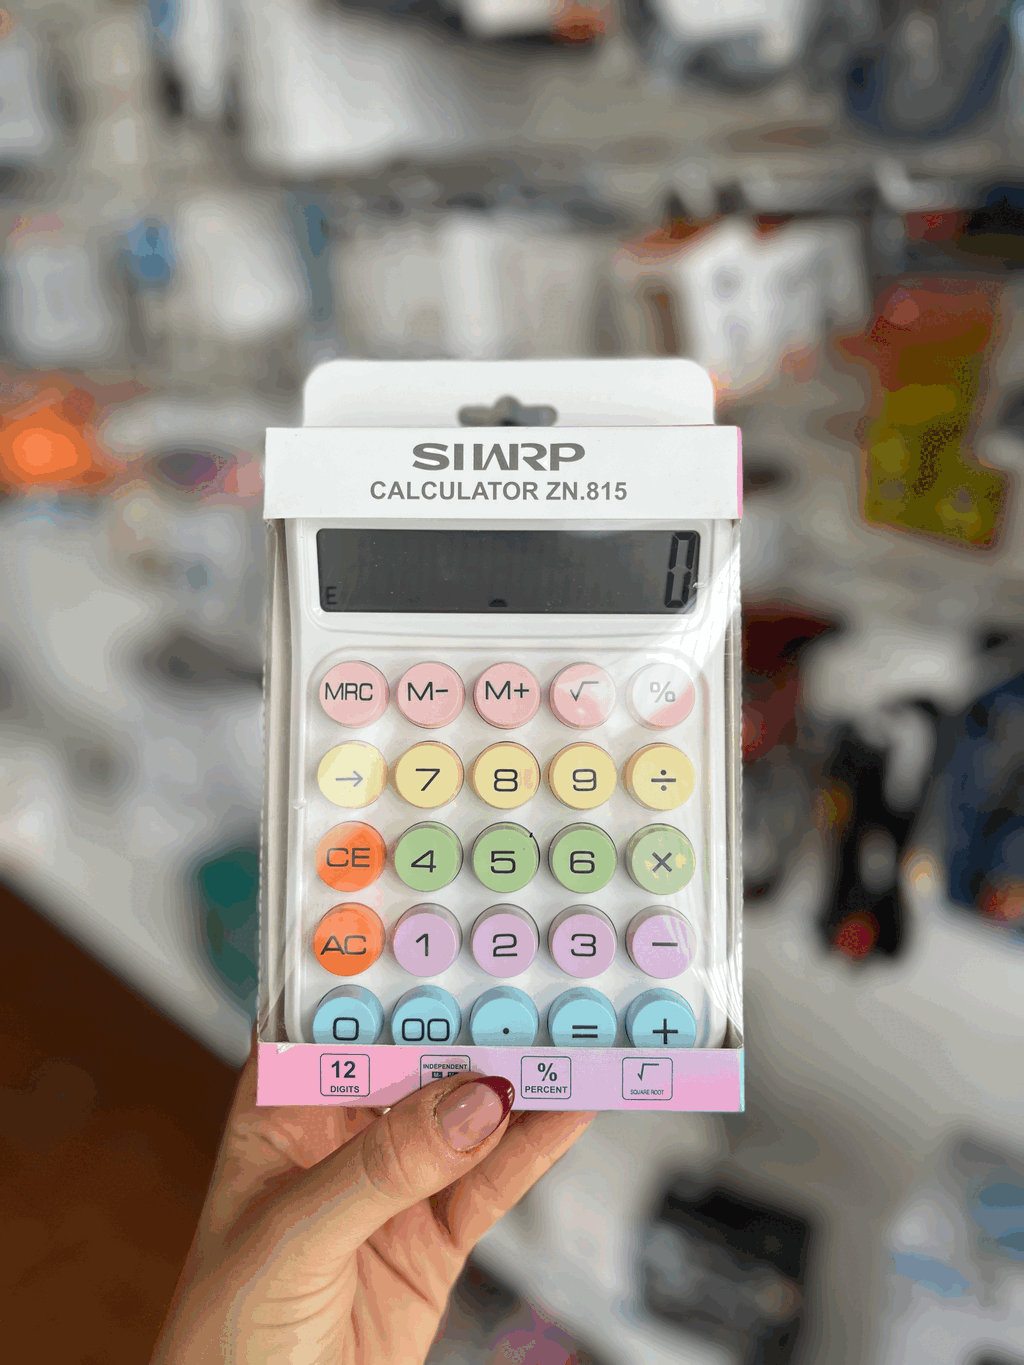 SHARP
CALCULATOR ZN.815
0
E
MRC M- M+ √ %
→ 7 8 9 ÷
CE 4 5 6 ×
AC 1 2 3 −
0 00 . = +
12 INDEPENDENT % √
DIGITS PERCENT SQUARE ROOT